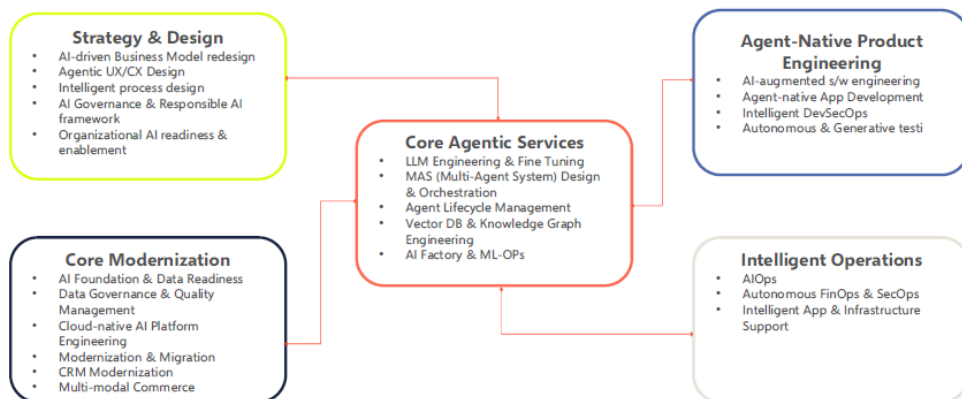 Strategy & Design
• AI-driven Business Model redesign
• Agentic UX/CX Design
• Intelligent process design
• AI Governance & Responsible AI
framework
• Organizational AI readiness &
enablement
Core Modernization
• AI Foundation & Data Readiness
• Data Governance & Quality
Management
• Cloud-native AI Platform
Engineering
• Modernization & Migration
• CRM Modernization
• Multi-modal Commerce
Core Agentic Services
• LLM Engineering & Fine Tuning
• MAS (Multi-Agent System) Design
& Orchestration
• Agent Lifecycle Management
• Vector DB & Knowledge Graph
Engineering
• AI Factory & ML-OPs
Agent-Native Product
Engineering
• AI-augmented s/w engineering
• Agent-native App Development
• Intelligent DevSecOps
• Autonomous & Generative testi
Intelligent Operations
• AIOps
• Autonomous FinOps & SecOps
• Intelligent App & Infrastructure
Support